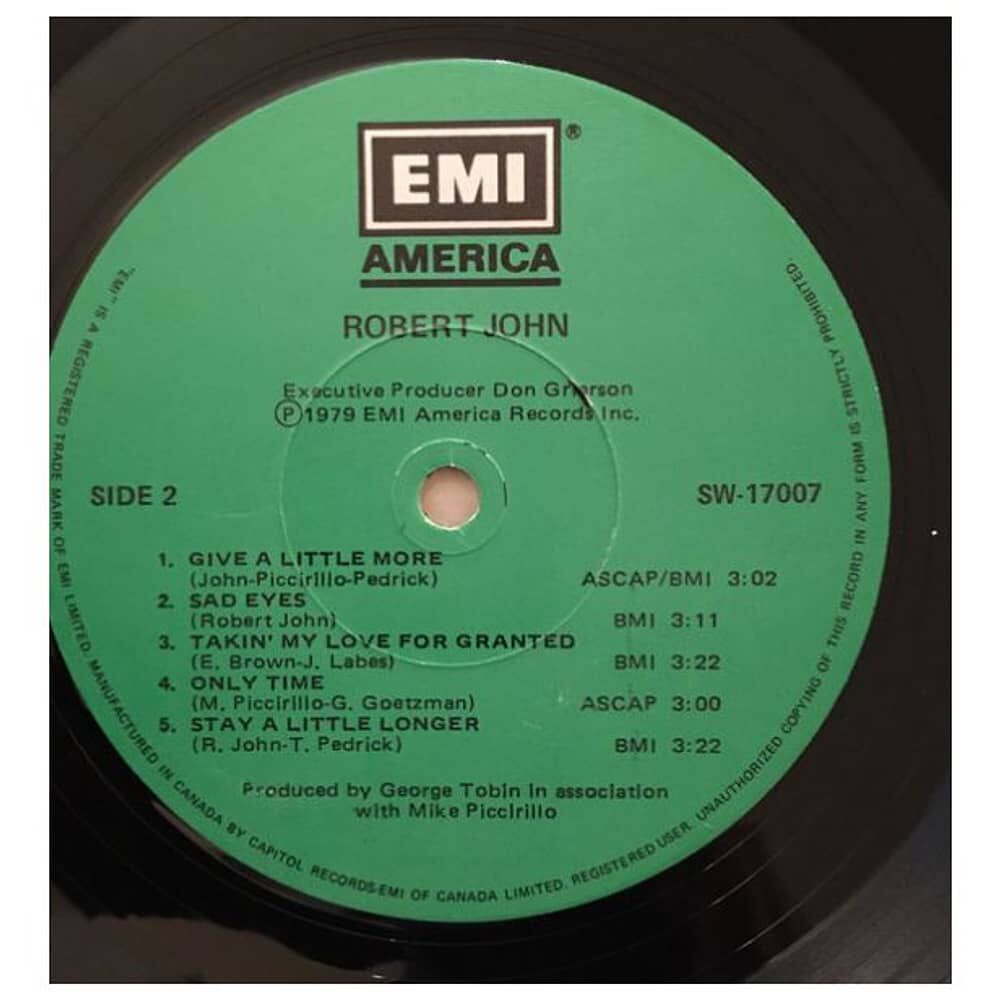 EMI ®
AMERICA
ROBERT JOHN
Executive Producer Don Grierson
Ⓟ1979 EMI America Records Inc.
SIDE 2
SW-17007
1. GIVE A LITTLE MORE
(John-Piccirillo-Pedrick) ASCAP/BMI 3:02
2. SAD EYES
(Robert John) BMI 3:11
3. TAKIN' MY LOVE FOR GRANTED
(E. Brown-J. Labes) BMI 3:22
4. ONLY TIME
(M. Piccirillo-G. Goetzman) ASCAP 3:00
5. STAY A LITTLE LONGER
(R. John-T. Pedrick) BMI 3:22
Produced by George Tobin in association
with Mike Piccirillo
"EMI" IS A REGISTERED TRADE MARK OF EMI LIMITED. MANUFACTURED IN CANADA BY CAPITOL RECORDS-EMI OF CANADA LIMITED. REGISTERED USER. UNAUTHORIZED COPYING OF THIS RECORD IN ANY FORM IS STRICTLY PROHIBITED.